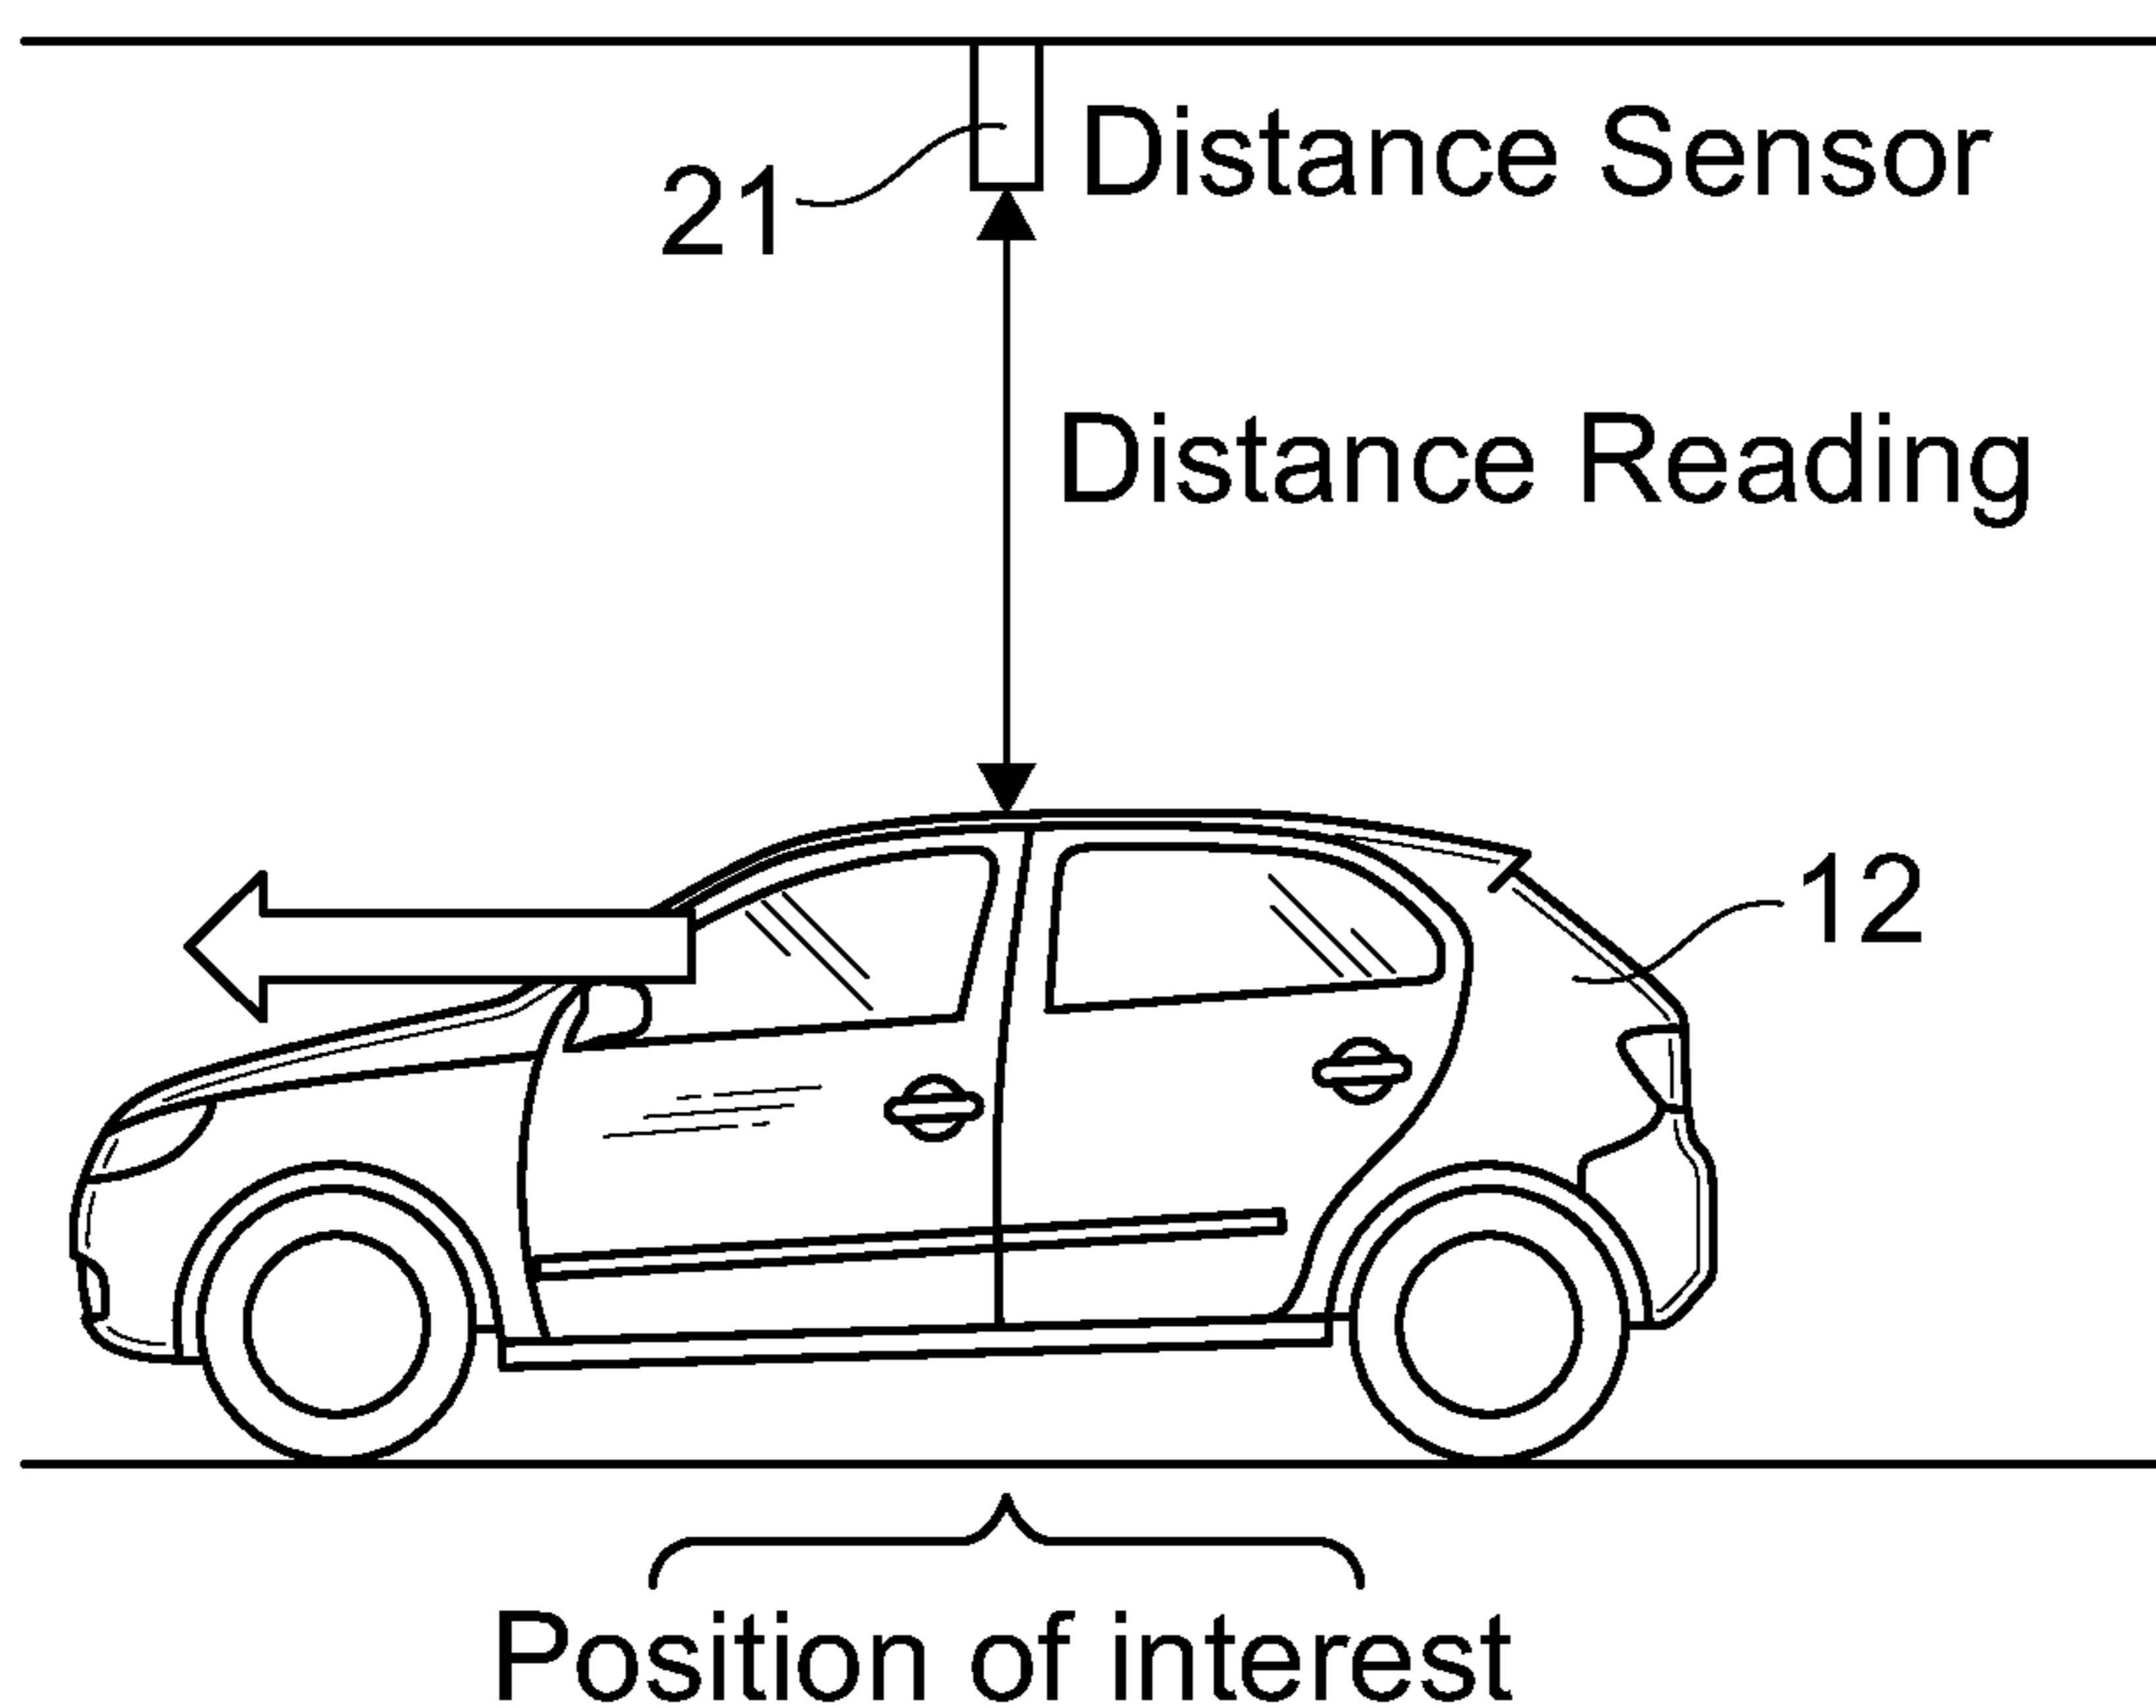 Distance Sensor
21
Distance Reading
12
Position of interest